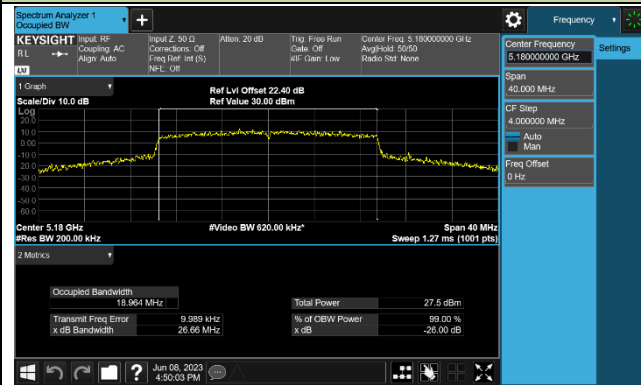 Spectrum Analyzer 1
Occupied BW
Frequency
KEYSIGHT
RL
LXI
Input: RF
Coupling: AC
Align: Auto
Input Z: 50 Ω
Corrections: Off
Freq Ref: Int (S)
NFE: Off
Atten: 20 dB
Trig: Free Run
Gate: Off
#IF Gain: Low
Center Freq: 5.180000000 GHz
Avg|Hold: 50/50
Radio Std: None
Center Frequency
5.180000000 GHz
Settings
Span
40.000 MHz
CF Step
4.000000 MHz
Auto
Man
Freq Offset
0 Hz
1 Graph
Scale/Div 10.0 dB
Ref Lvl Offset 22.40 dB
Ref Value 30.00 dBm
Log
20.0
10.0
0.00
-10.0
-20.0
-30.0
-40.0
-50.0
-60.0
Center 5.18 GHz
#Res BW 200.00 kHz
#Video BW 620.00 kHz*
Span 40 MHz
Sweep 1.27 ms (1001 pts)
2 Metrics
Occupied Bandwidth
18.964 MHz
Total Power 27.5 dBm
Transmit Freq Error 9.989 kHz
% of OBW Power 99.00 %
x dB Bandwidth 26.66 MHz
x dB -26.00 dB
Jun 08, 2023
4:50:03 PM